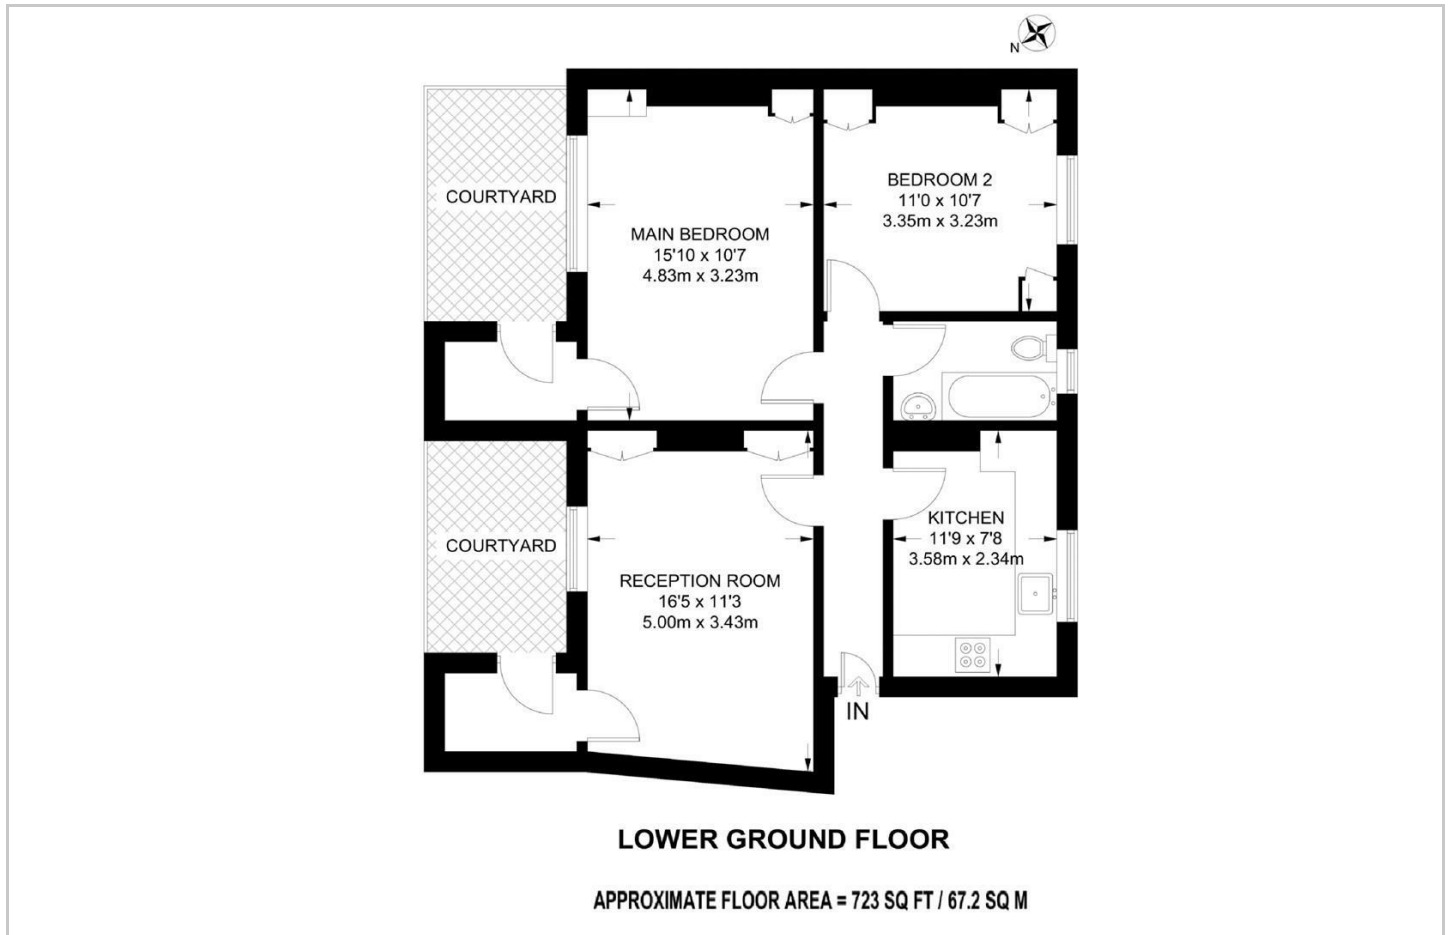 N
COURTYARD
MAIN BEDROOM
15'10 x 10'7
4.83m x 3.23m
BEDROOM 2
11'0 x 10'7
3.35m x 3.23m
COURTYARD
RECEPTION ROOM
16'5 x 11'3
5.00m x 3.43m
KITCHEN
11'9 x 7'8
3.58m x 2.34m
IN
LOWER GROUND FLOOR
APPROXIMATE FLOOR AREA = 723 SQ FT / 67.2 SQ M